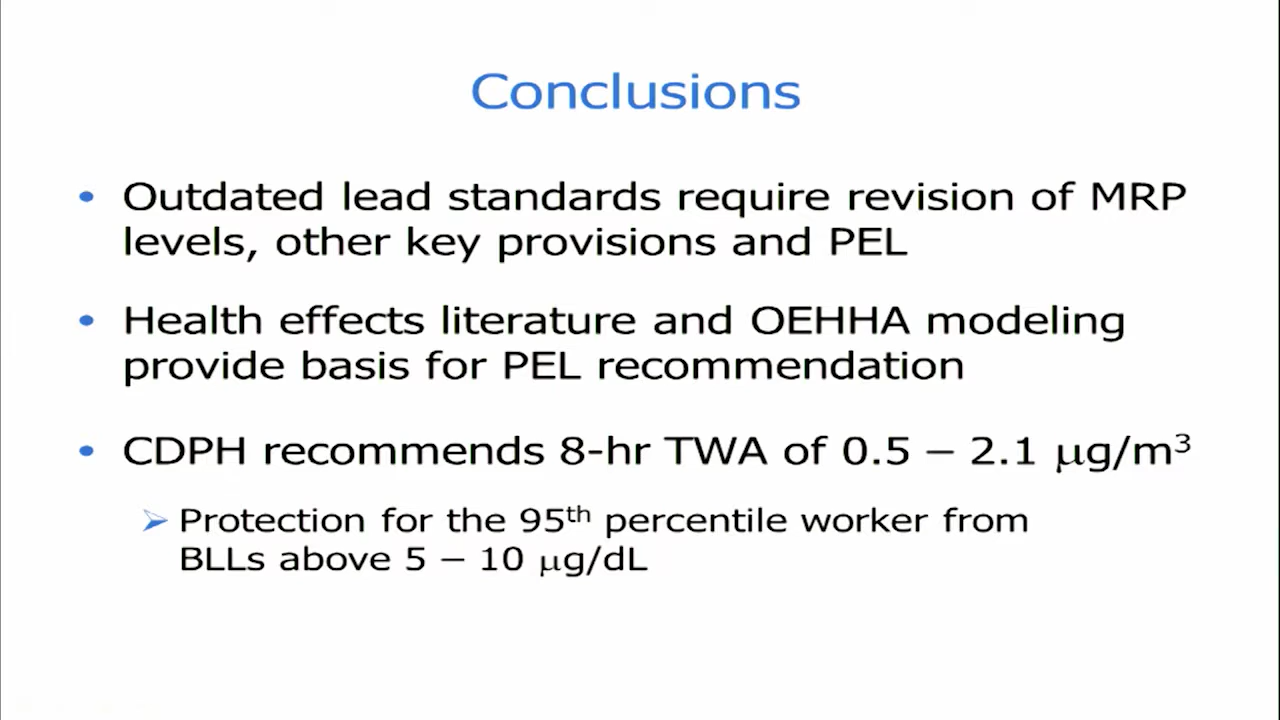 Conclusions
• Outdated lead standards require revision of MRP
levels, other key provisions and PEL
• Health effects literature and OEHHA modeling
provide basis for PEL recommendation
• CDPH recommends 8-hr TWA of 0.5 – 2.1 µg/m³
➢ Protection for the 95th percentile worker from
BLLs above 5 – 10 µg/dL